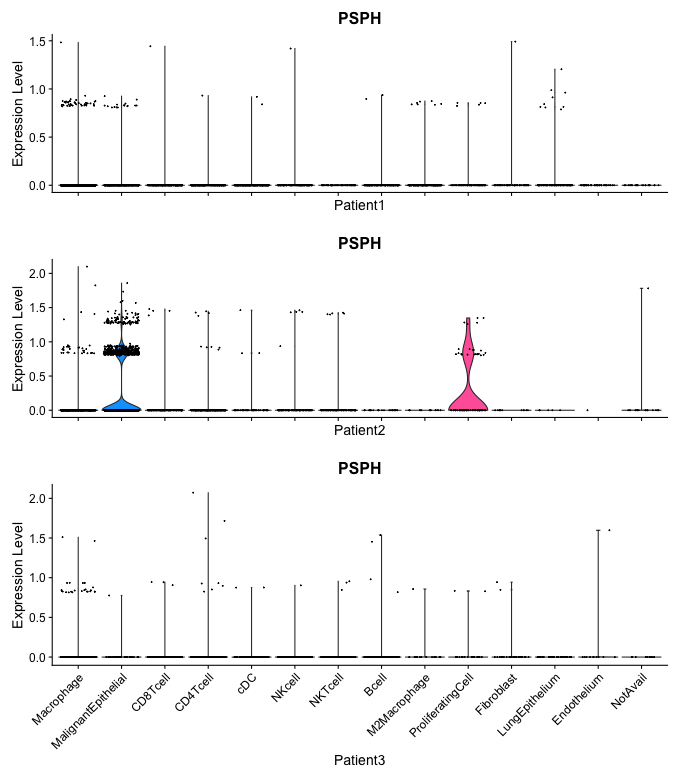 PSPH
Expression Level
1.5
1.0
0.5
0.0
Patient1
PSPH
Expression Level
2.0
1.5
1.0
0.5
0.0
Patient2
PSPH
Expression Level
2.0
1.5
1.0
0.5
0.0
Macrophage
MalignantEpithelial
CD8Tcell
CD4Tcell
cDC
NKcell
NKTcell
Bcell
M2Macrophage
ProliferatingCell
Fibroblast
LungEpithelium
Endothelium
NotAvail
Patient3